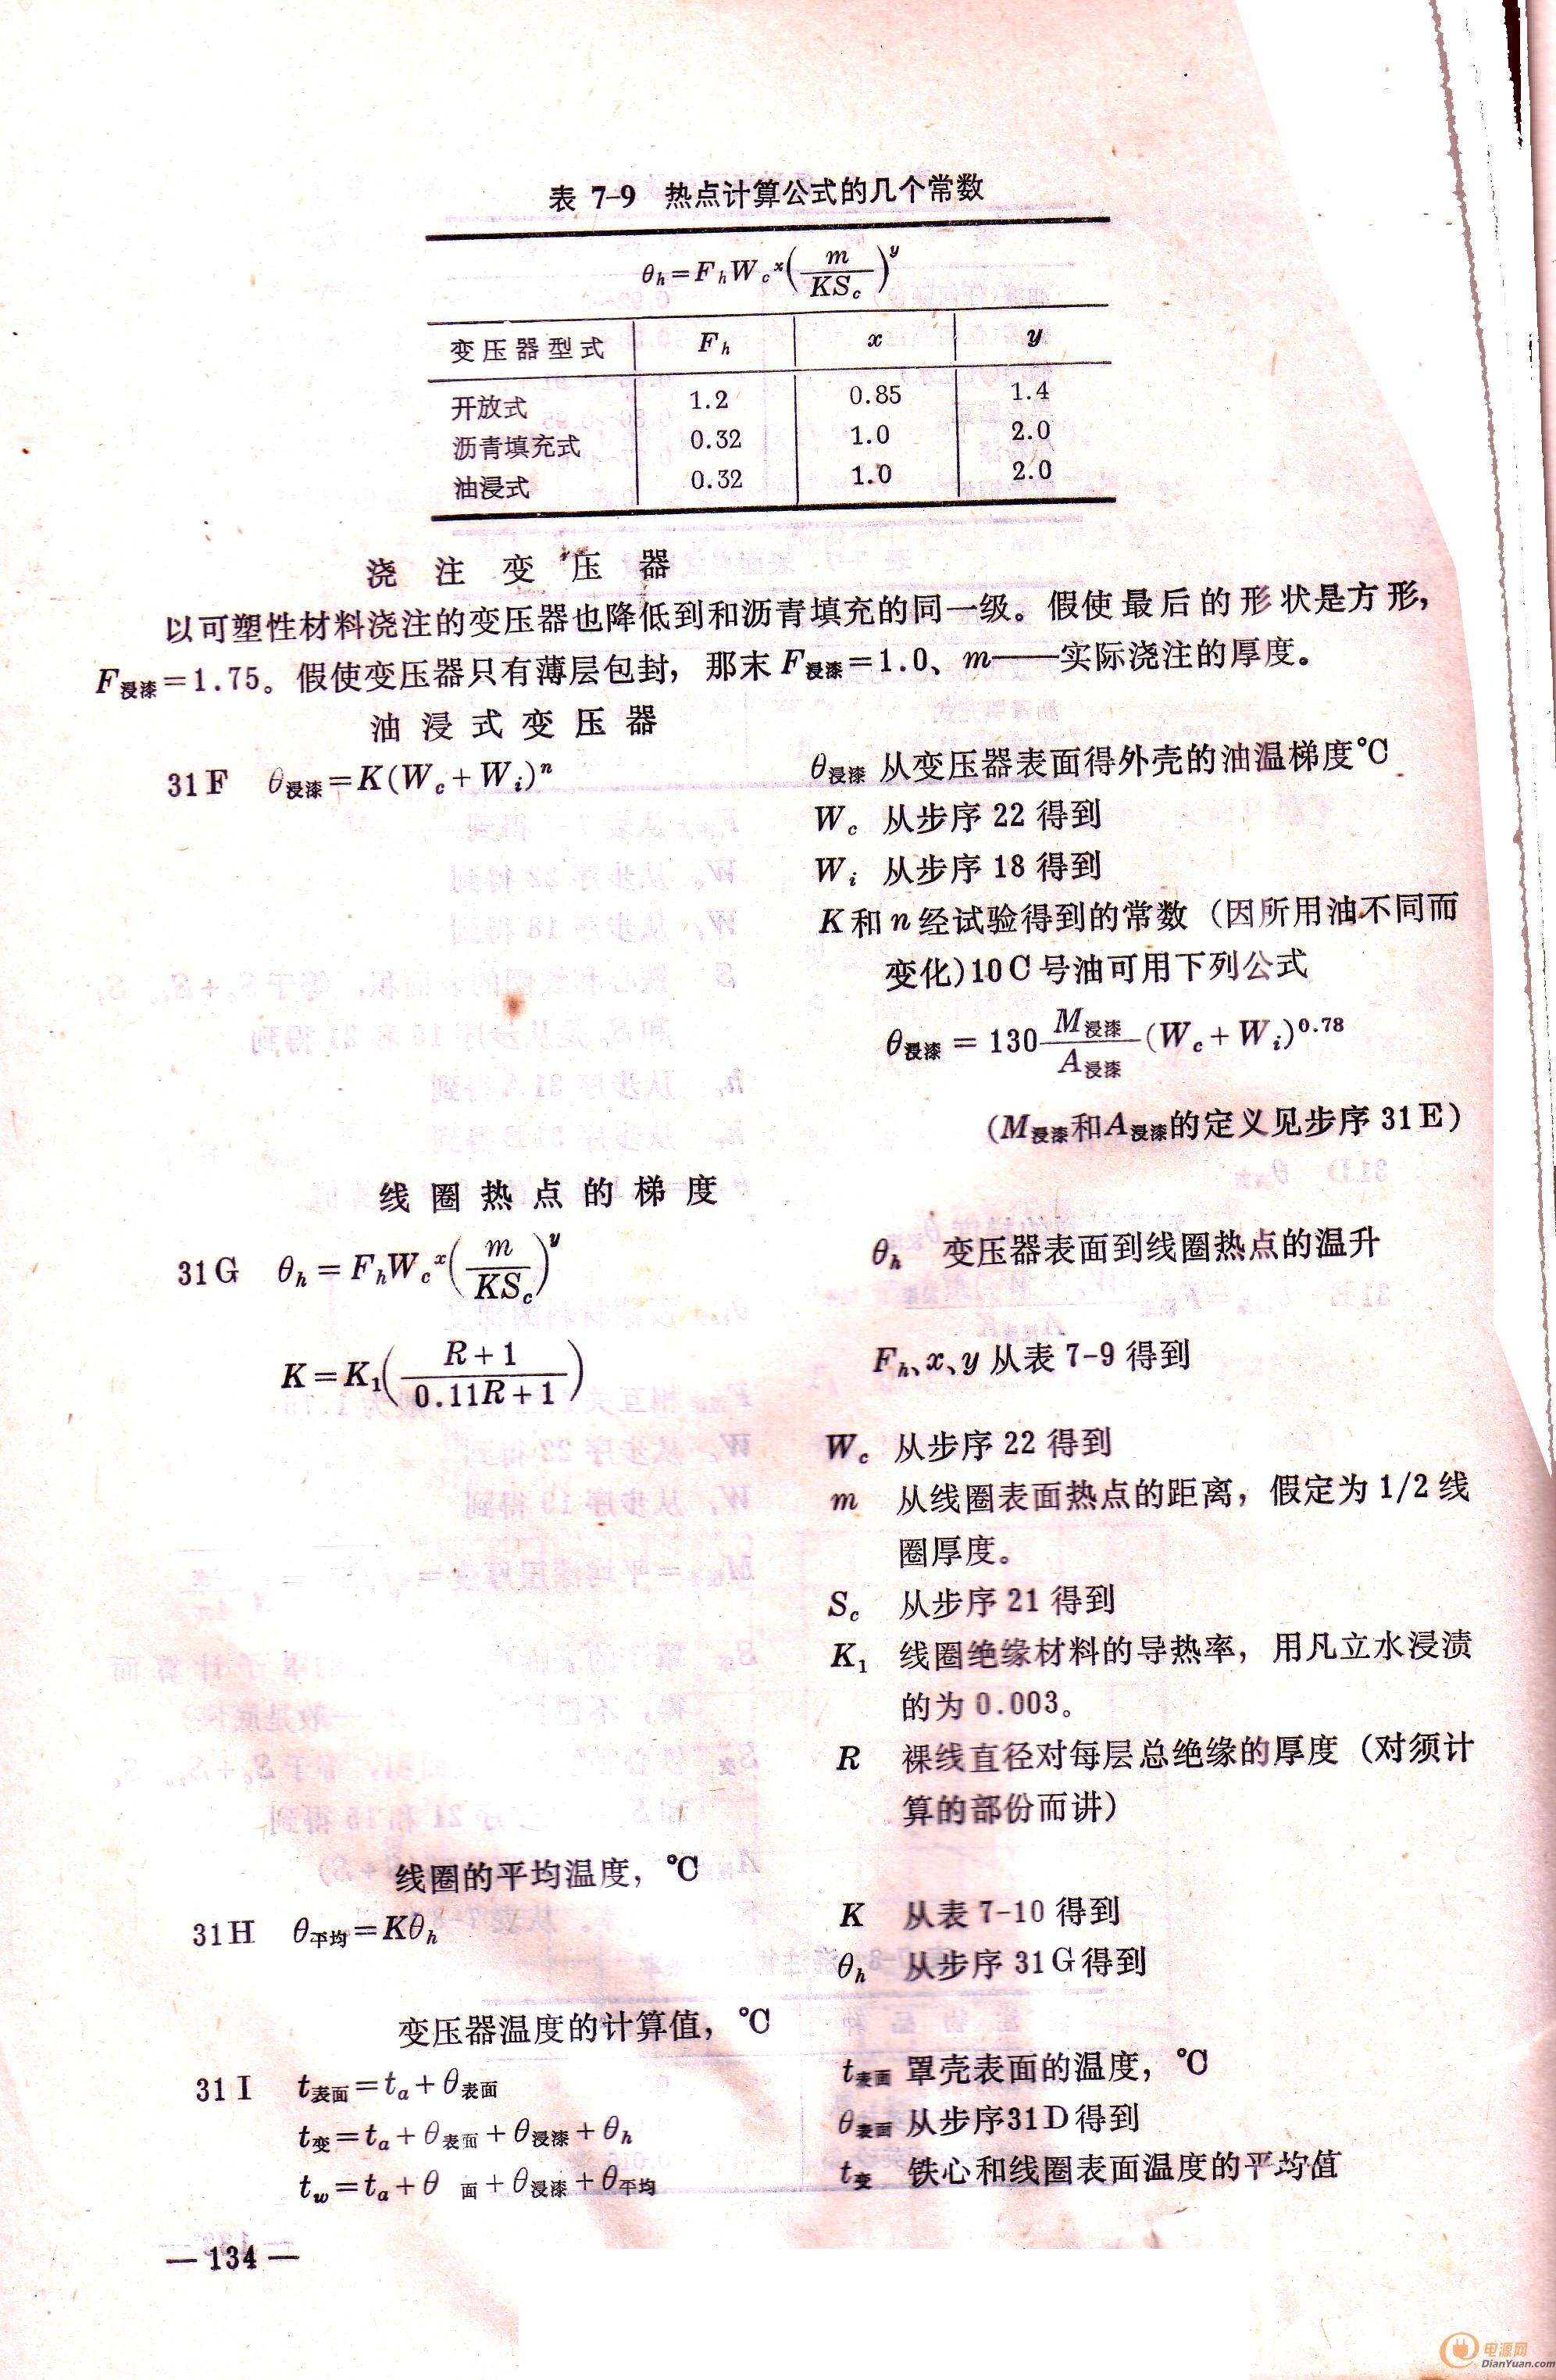 表 7-9 热点计算公式的几个常数
θh=FhWc^x(m/KSc)^y
变压器型式 Fh x y
开放式 1.2 0.85 1.4
沥青填充式 0.32 1.0 2.0
油浸式 0.32 1.0 2.0
浇注变压器
以可塑性材料浇注的变压器也降低到和沥青填充的同一级。假使最后的形状是方形,
F浸漆=1.75。假使变压器只有薄层包封,那末F浸漆=1.0、m——实际浇注的厚度。
油浸式变压器
31F θ浸漆=K(Wc+Wi)^n
θ浸漆 从变压器表面得外壳的油温梯度℃
Wc 从步序 22 得到
Wi 从步序 18 得到
K和n经试验得到的常数(因所用油不同而
变化)10C号油可用下列公式
θ浸漆=130 M浸漆/A浸漆 (Wc+Wi)^0.78
(M浸漆和A浸漆的定义见步序 31E)
线圈热点的梯度
31G θh=FhWc^x(m/KSc)^y
θh 变压器表面到线圈热点的温升
K=K1(R+1/0.11R+1)
Fh、x、y从表 7-9 得到
Wc 从步序 22 得到
m 从线圈表面热点的距离,假定为 1/2 线
圈厚度。
Sc 从步序 21 得到
K1 线圈绝缘材料的导热率,用凡立水浸渍
的为 0.003。
R 裸线直径对每层总绝缘的厚度(对须计
算的部份而讲)
线圈的平均温度,℃
31H θ平均=Kθh
K 从表 7-10 得到
θh 从步序 31G得到
变压器温度的计算值,℃
31I t表面=ta+θ表面
t变=ta+θ表面+θ浸漆+θh
tw=ta+θ 面+θ浸漆+θ平均
t表面 罩壳表面的温度,℃
θ表面 从步序31D得到
t变 铁心和线圈表面温度的平均值
—134—
电源网
DianYuan.com